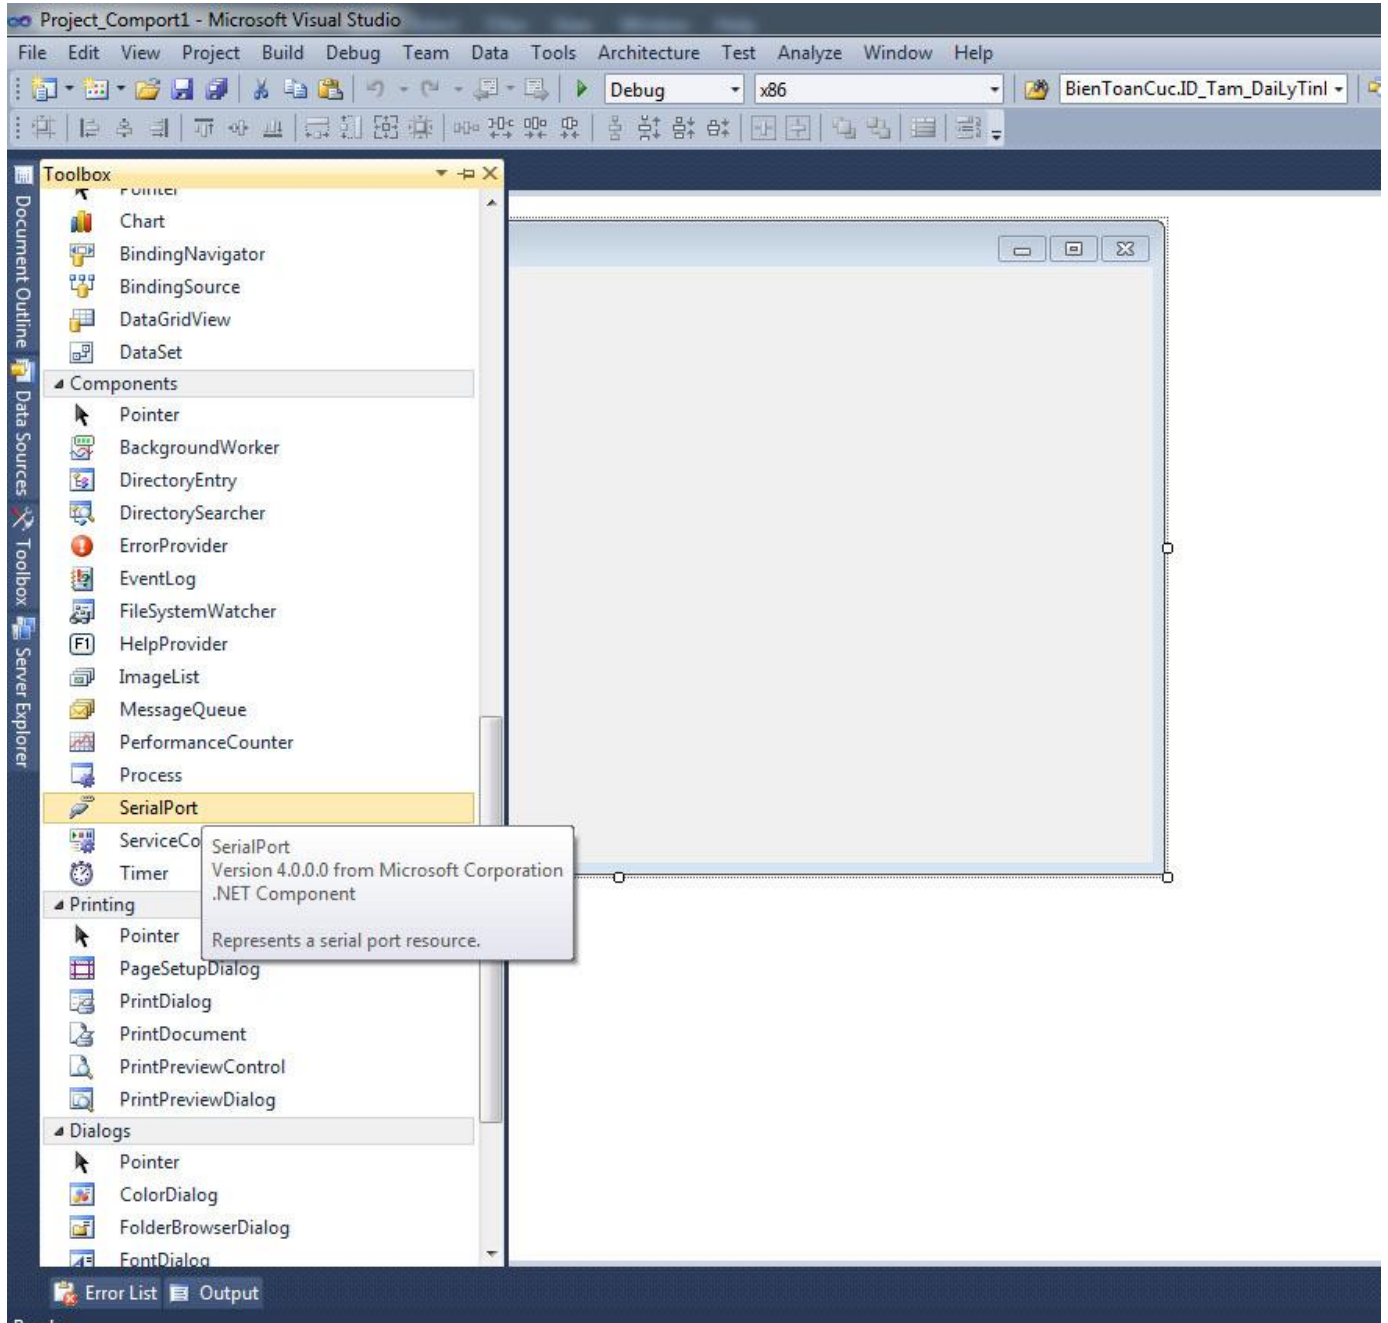 Project_Comport1 - Microsoft Visual Studio
File Edit View Project Build Debug Team Data Tools Architecture Test Analyze Window Help
Debug x86 BienToanCuc.ID_Tam_DaiLyTinl
Toolbox
Pointer
Chart
BindingNavigator
BindingSource
DataGridView
DataSet
Components
Pointer
BackgroundWorker
DirectoryEntry
DirectorySearcher
ErrorProvider
EventLog
FileSystemWatcher
F1 HelpProvider
ImageList
MessageQueue
PerformanceCounter
Process
SerialPort
ServiceCo
Timer
SerialPort
Version 4.0.0.0 from Microsoft Corporation
.NET Component
Represents a serial port resource.
Printing
Pointer
PageSetupDialog
PrintDialog
PrintDocument
PrintPreviewControl
PrintPreviewDialog
Dialogs
Pointer
ColorDialog
FolderBrowserDialog
FontDialog
Document Outline
Data Sources
Toolbox
Server Explorer
Error List Output